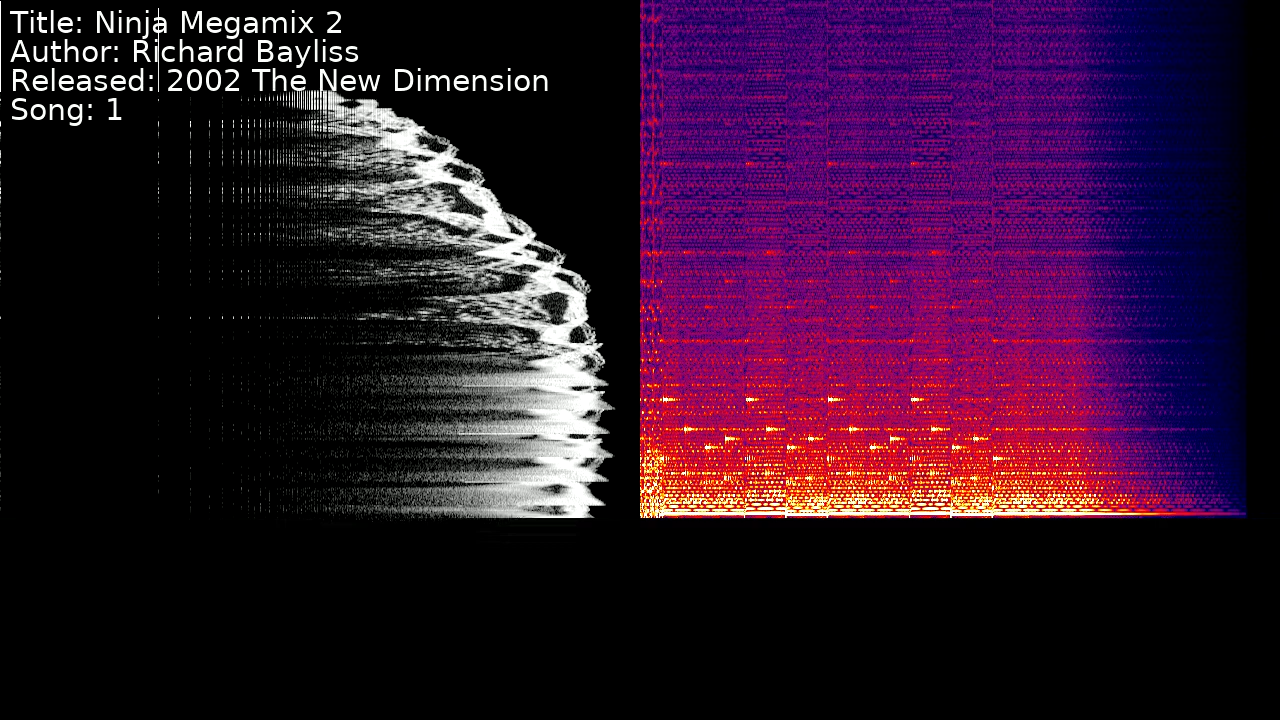 Title: Ninja Megamix 2
Author: Richard Bayliss
Released: 2002 The New Dimension
Song: 1